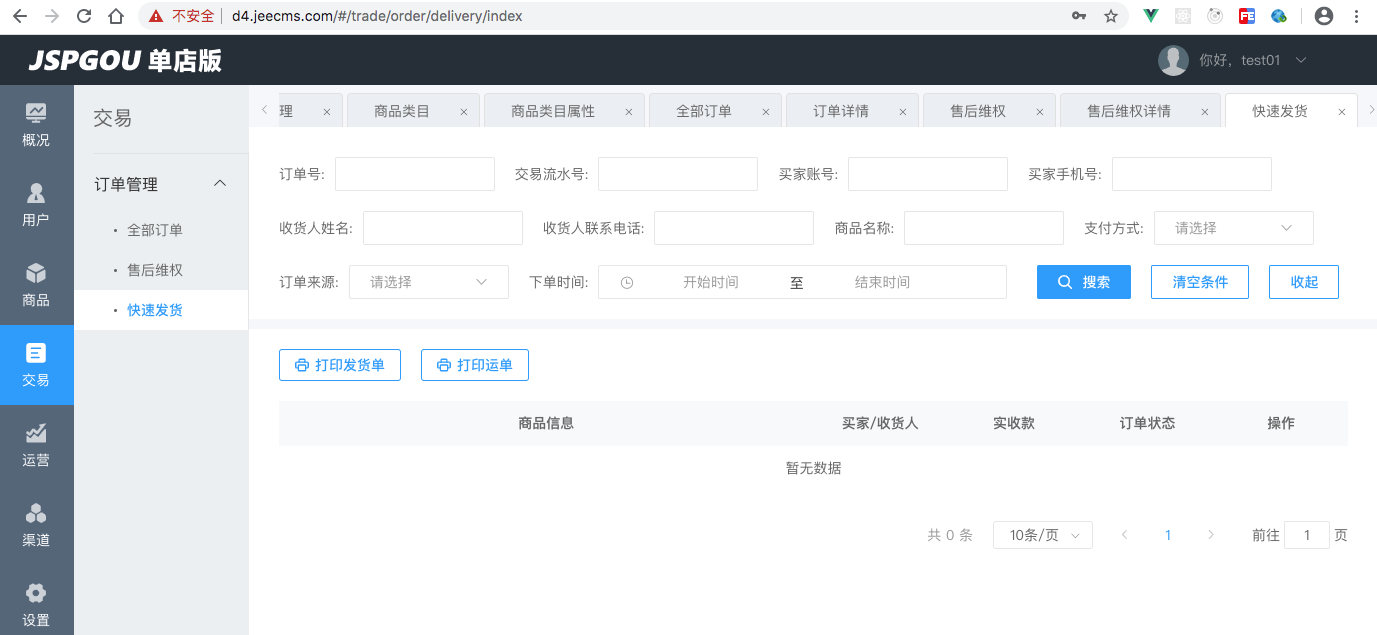 不安全 d4.jeecms.com/#/trade/order/delivery/index
JSPGOU 单店版 你好，test01
理 × 商品类目 × 商品类目属性 × 全部订单 × 订单详情 × 售后维权 × 售后维权详情 × 快速发货 ×
概况
用户
商品
交易
运营
渠道
设置
交易
订单管理
• 全部订单
• 售后维权
• 快速发货
订单号: 交易流水号: 买家账号: 买家手机号:
收货人姓名: 收货人联系电话: 商品名称: 支付方式: 请选择
订单来源: 请选择 下单时间: 开始时间 至 结束时间 搜索 清空条件 收起
打印发货单 打印运单
商品信息 买家/收货人 实收款 订单状态 操作
暂无数据
共 0 条 10条/页 1 前往 1 页